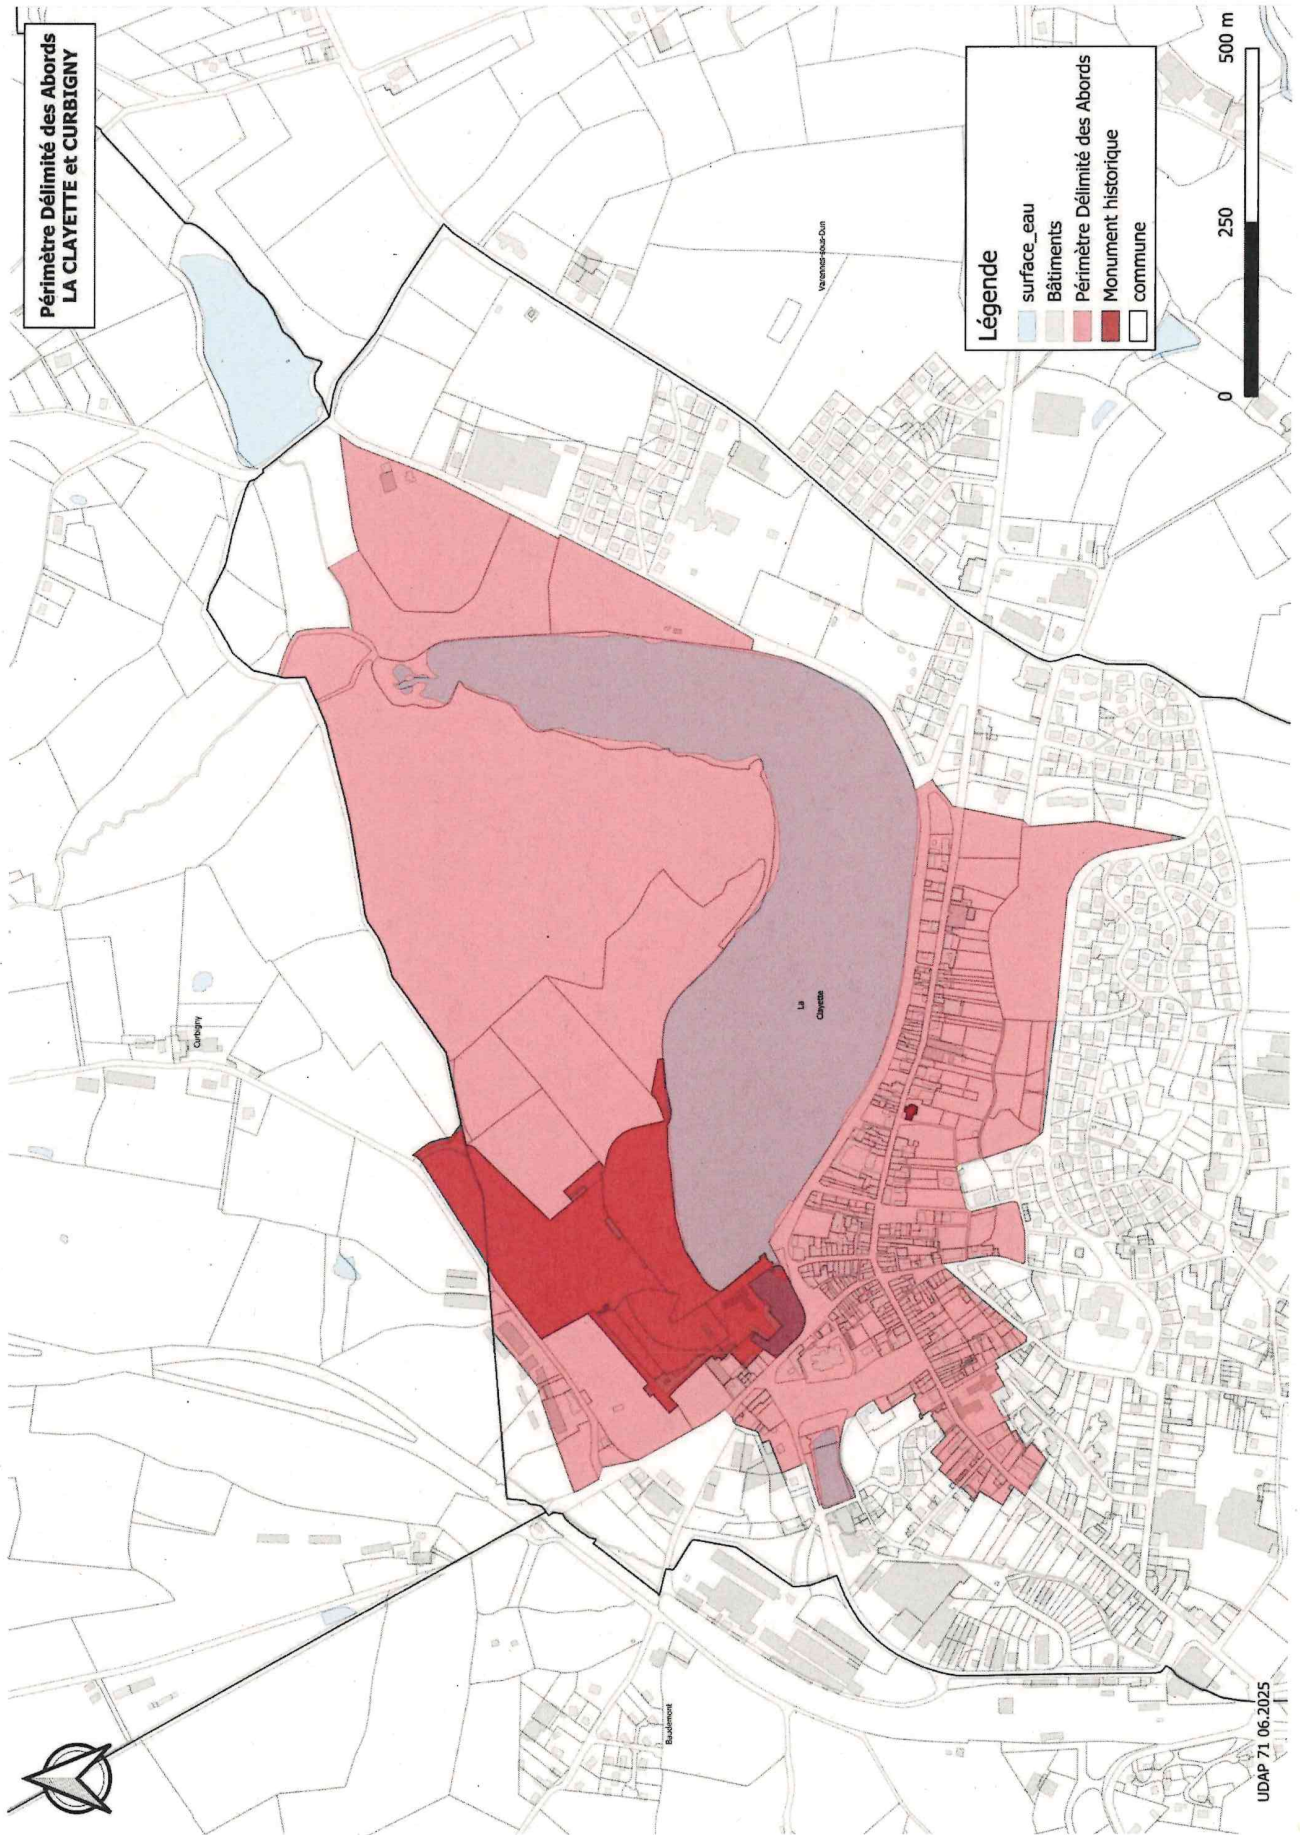 Périmètre Délimité des Abords
LA CLAYETTE et CURBIGNY
Curbigny
Varennes-sous-Dun
La
Clayette
Baudemont
Légende
surface_eau
Bâtiments
Périmètre Délimité des Abords
Monument historique
commune
0
250
500 m
UDAP 71 06.2025